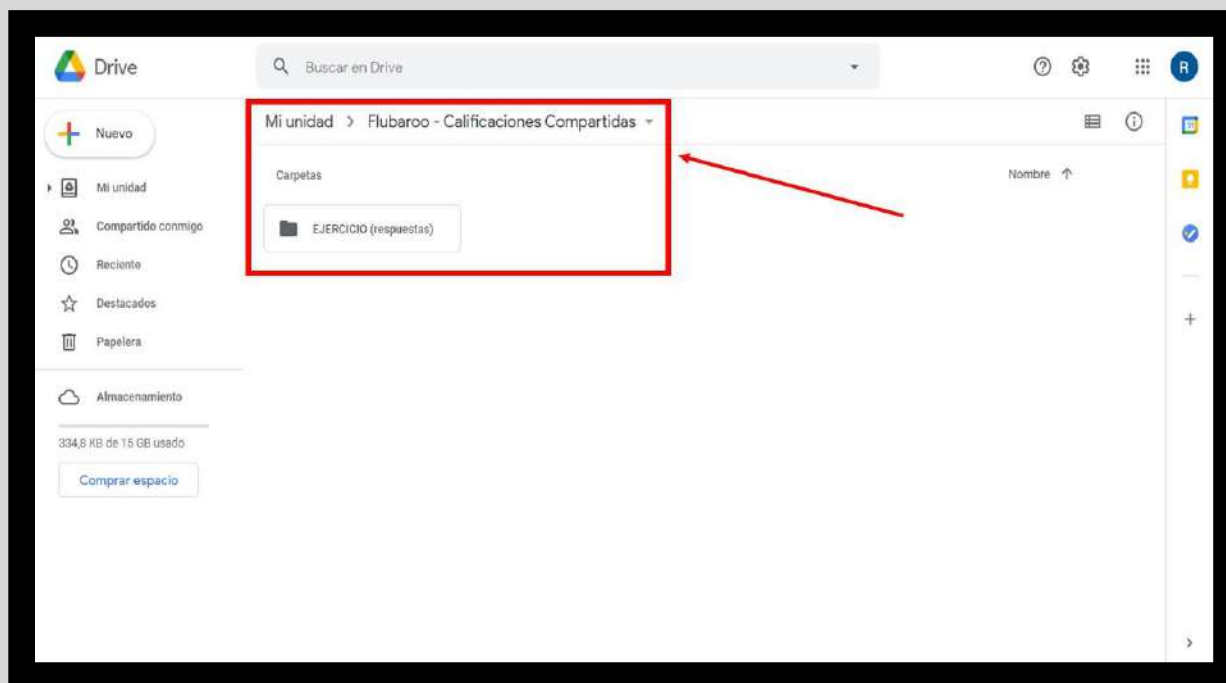 Drive
Buscar en Drive
R
Nuevo
Mi unidad > Flubaroo - Calificaciones Compartidas
Carpetas
Nombre ↑
Mi unidad
Compartido conmigo
EJERCICIO (respuestas)
Reciente
Destacados
Papelera
Almacenamiento
334,8 KB de 15 GB usado
Comprar espacio